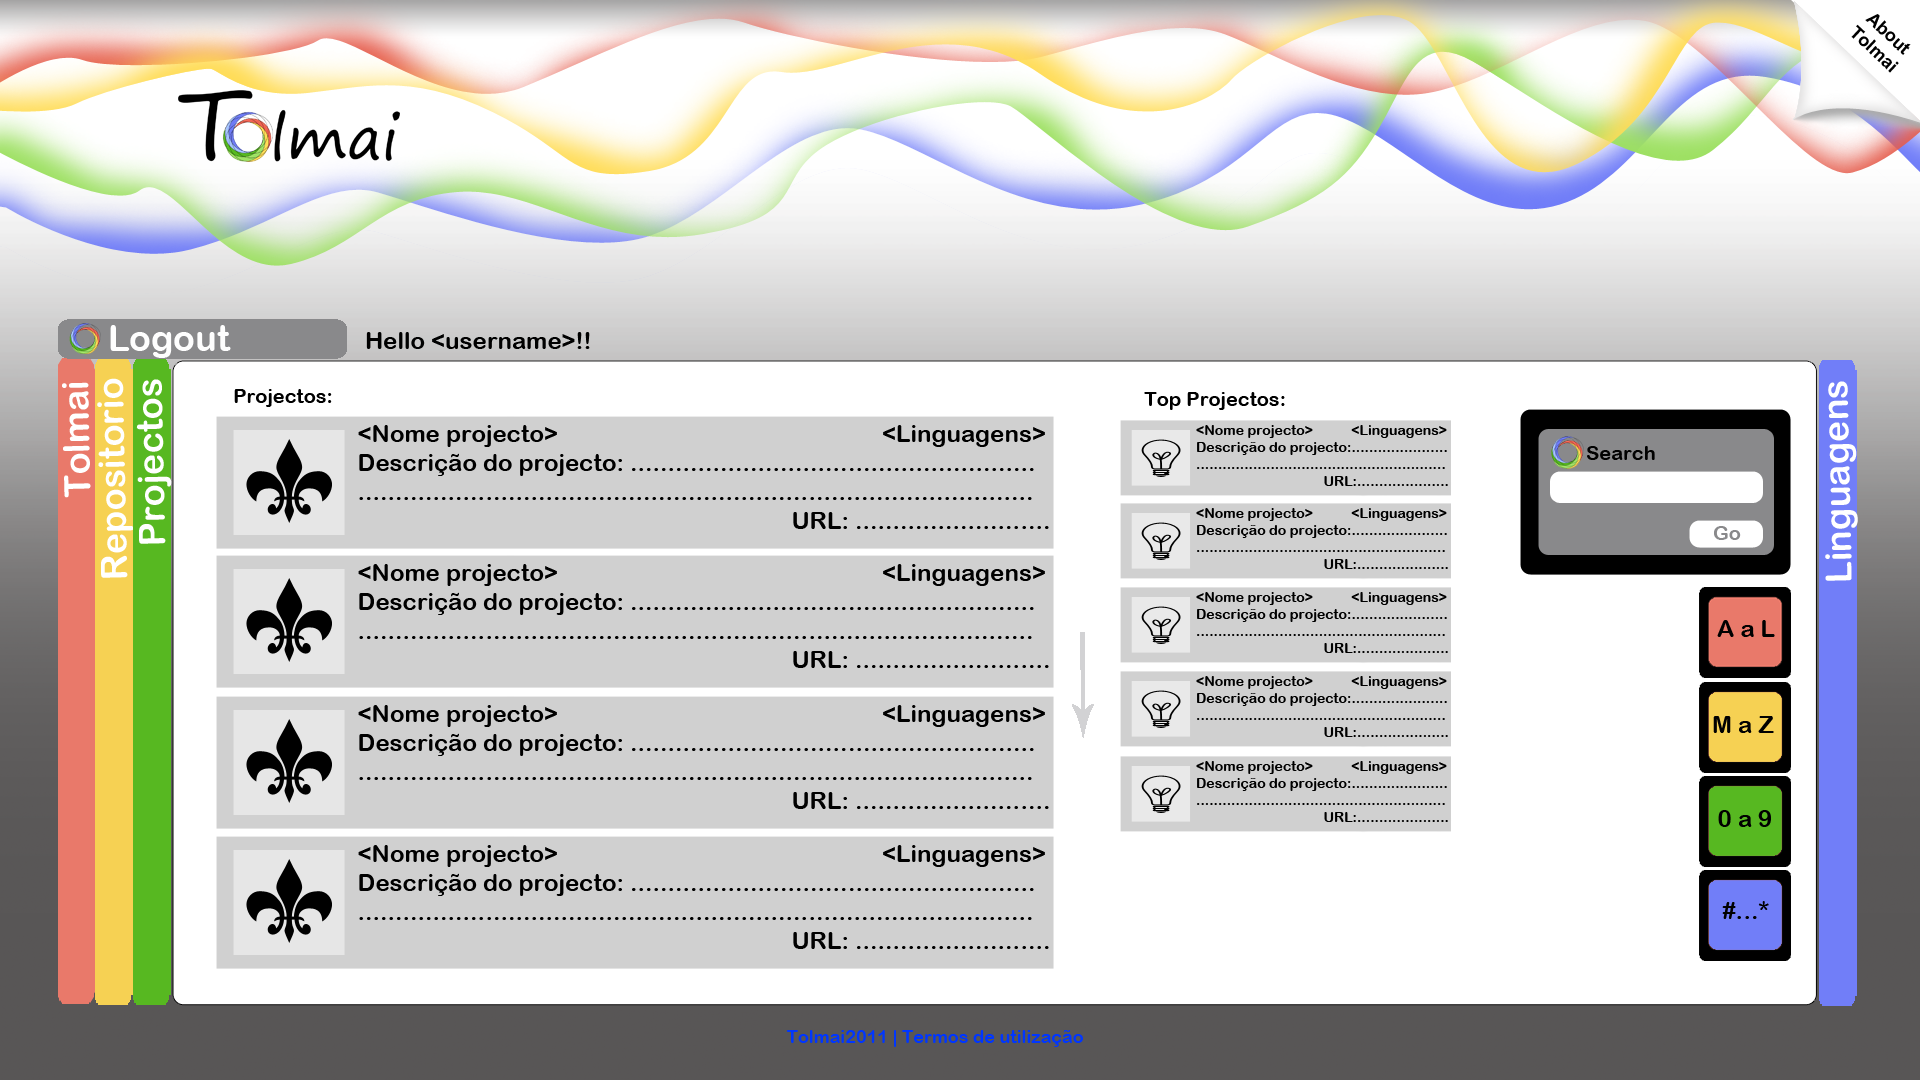 About
Tolmai
Tolmai
Logout
Hello <username>!!
Tolmai
Repositorio
Projectos
Projectos:
<Nome projecto> <Linguagens>
Descrição do projecto: ......................................................
..........................................................................................
URL: ..........................
<Nome projecto> <Linguagens>
Descrição do projecto: ......................................................
..........................................................................................
URL: ..........................
<Nome projecto> <Linguagens>
Descrição do projecto: ......................................................
..........................................................................................
URL: ..........................
<Nome projecto> <Linguagens>
Descrição do projecto: ......................................................
..........................................................................................
URL: ..........................
Top Projectos:
<Nome projecto> <Linguagens>
Descrição do projecto:......................
.........................................................
URL:.....................
<Nome projecto> <Linguagens>
Descrição do projecto:......................
.........................................................
URL:.....................
<Nome projecto> <Linguagens>
Descrição do projecto:......................
.........................................................
URL:.....................
<Nome projecto> <Linguagens>
Descrição do projecto:......................
.........................................................
URL:.....................
<Nome projecto> <Linguagens>
Descrição do projecto:......................
.........................................................
URL:.....................
Search
Go
A a L
M a Z
0 a 9
#...*
Linguagens
Tolmai2011 | Termos de utilização